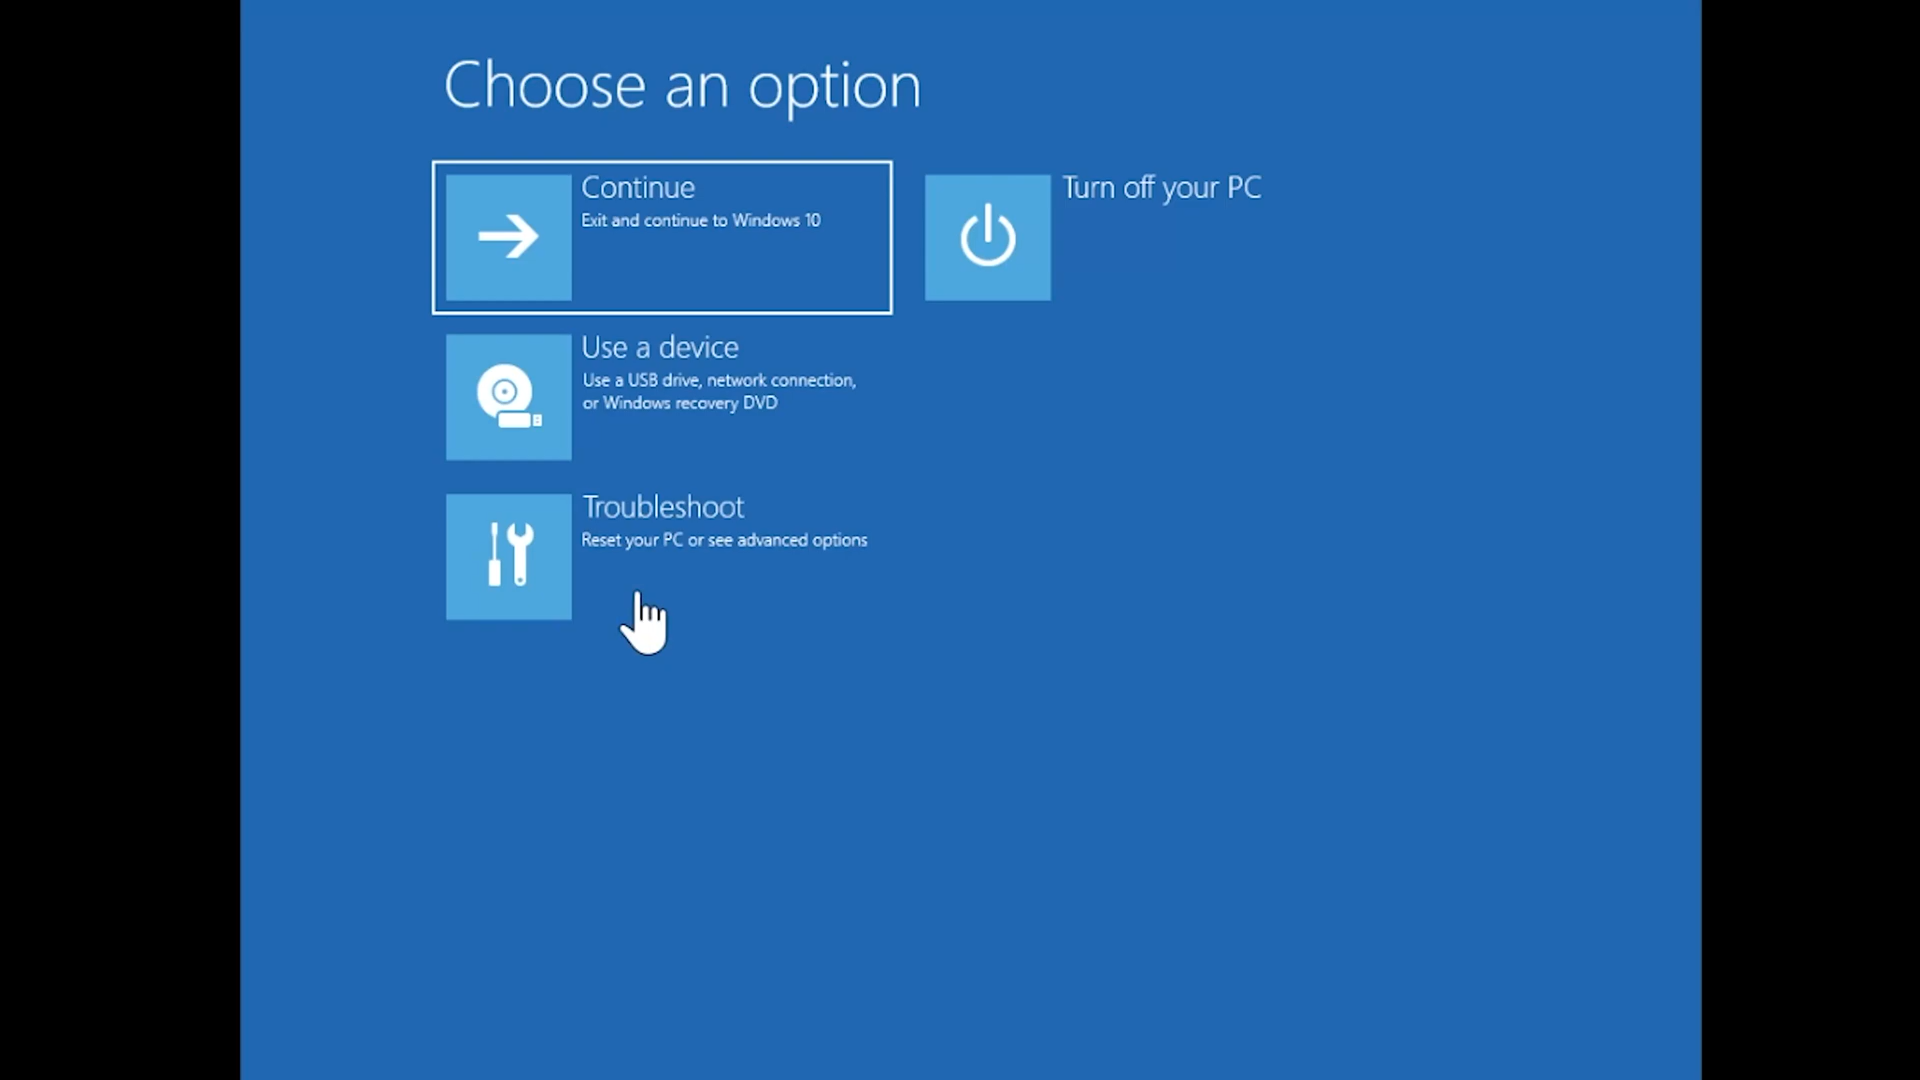 Choose an option
Continue
Exit and continue to Windows 10
Turn off your PC
Use a device
Use a USB drive, network connection,
or Windows recovery DVD
Troubleshoot
Reset your PC or see advanced options